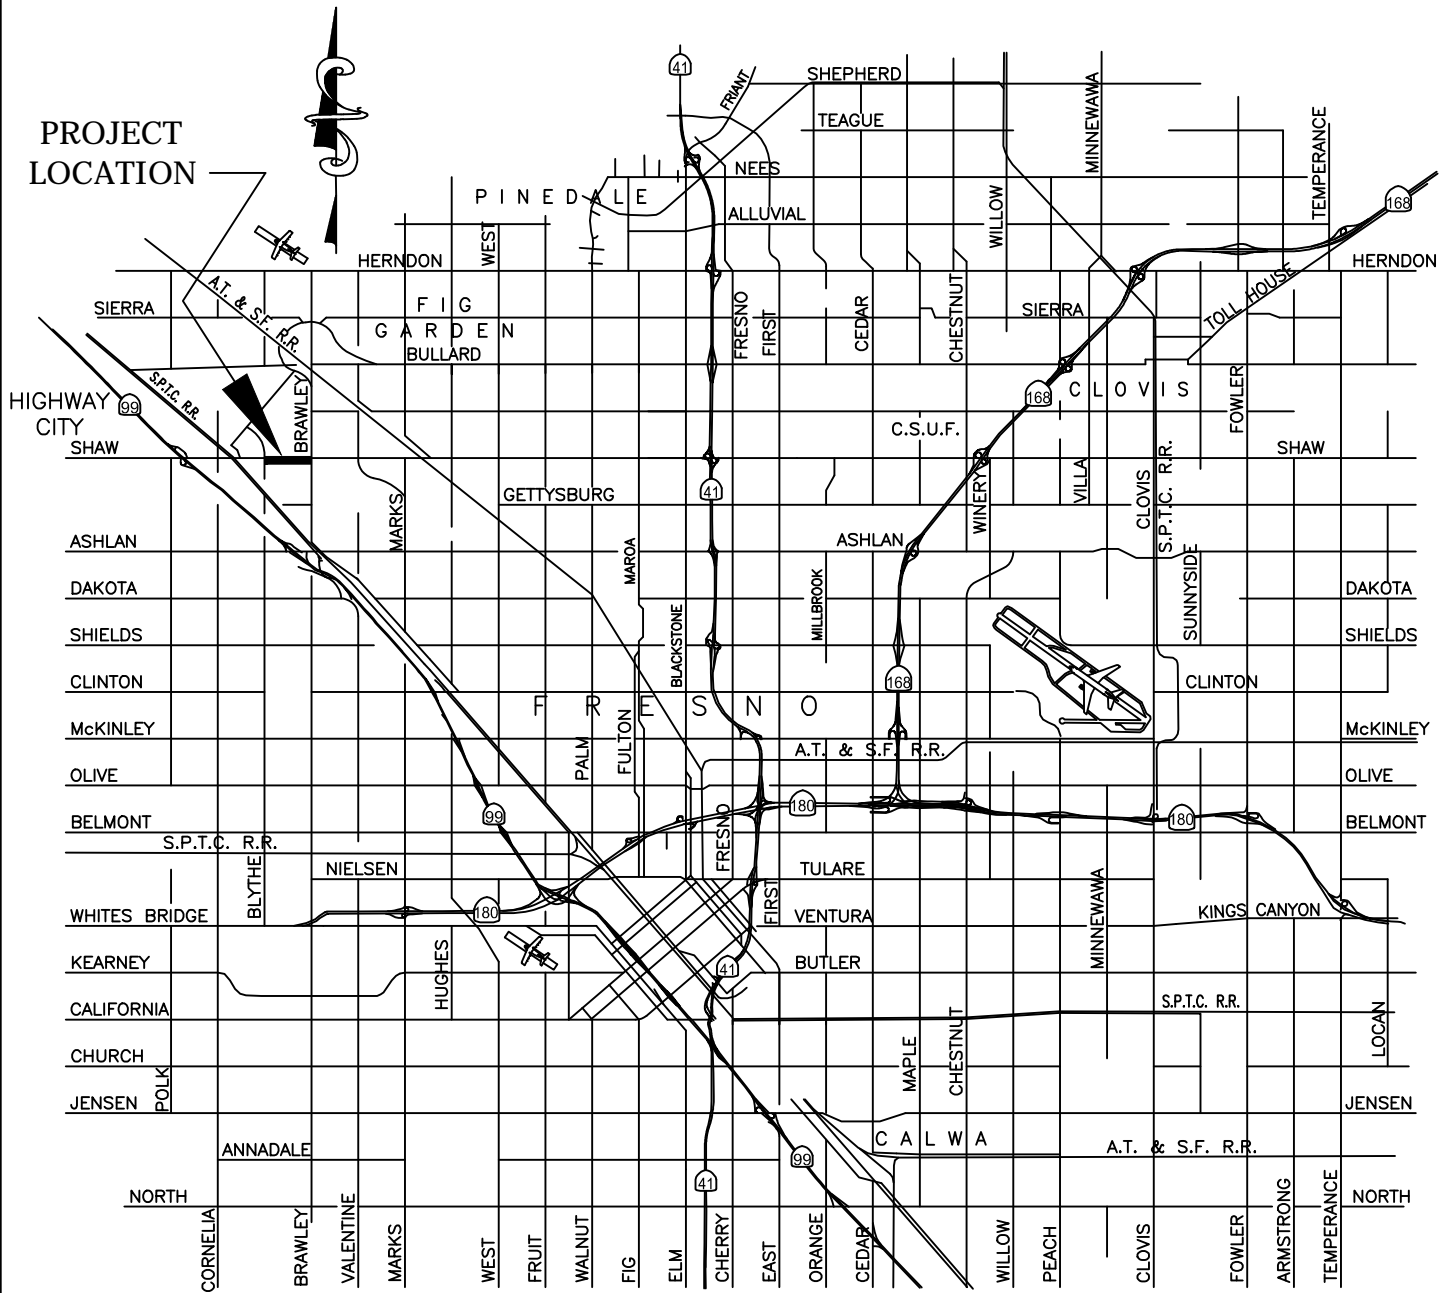 41
SHEPHERD
FRIANT
MINNEWAWA
TEAGUE
TEMPERANCE
PROJECT
LOCATION
NEES
PINEDALE
WILLOW
168
ALLUVIAL
WEST
HERNDON
HERNDON
A.T. & S.F. R.R.
FIG
GARDEN
SIERRA
FRESNO
FIRST
CEDAR
CHESTNUT
SIERRA
TOLL HOUSE
BULLARD
S.P.T.C. R.R.
BRAWLEY
HIGHWAY
CITY
99
168
CLOVIS
FOWLER
C.S.U.F.
SHAW
SHAW
41
GETTYSBURG
MARKS
WINERY
VILLA
CLOVIS
S.P.T.C. R.R.
ASHLAN
ASHLAN
MAROA
DAKOTA
MILLBROOK
SUNNYSIDE
DAKOTA
SHIELDS
BLACKSTONE
SHIELDS
CLINTON
168
CLINTON
FRESNO
McKINLEY
PALM
FULTON
A.T. & S.F. R.R.
McKINLEY
OLIVE
OLIVE
180
BELMONT
99
FRESNO
180
BELMONT
S.P.T.C. R.R.
BLYTHE
NIELSEN
TULARE
WHITES BRIDGE
180
FIRST
VENTURA
MINNEWAWA
KINGS CANYON
KEARNEY
HUGHES
41
BUTLER
CALIFORNIA
S.P.T.C. R.R.
LOCAN
CHURCH
POLK
MAPLE
CHESTNUT
JENSEN
JENSEN
ANNADALE
99
CALWA
A.T. & S.F. R.R.
41
NORTH
NORTH
CORNELIA
BRAWLEY
VALENTINE
MARKS
WEST
FRUIT
WALNUT
FIG
ELM
CHERRY
EAST
ORANGE
CEDAR
WILLOW
PEACH
CLOVIS
FOWLER
ARMSTRONG
TEMPERANCE